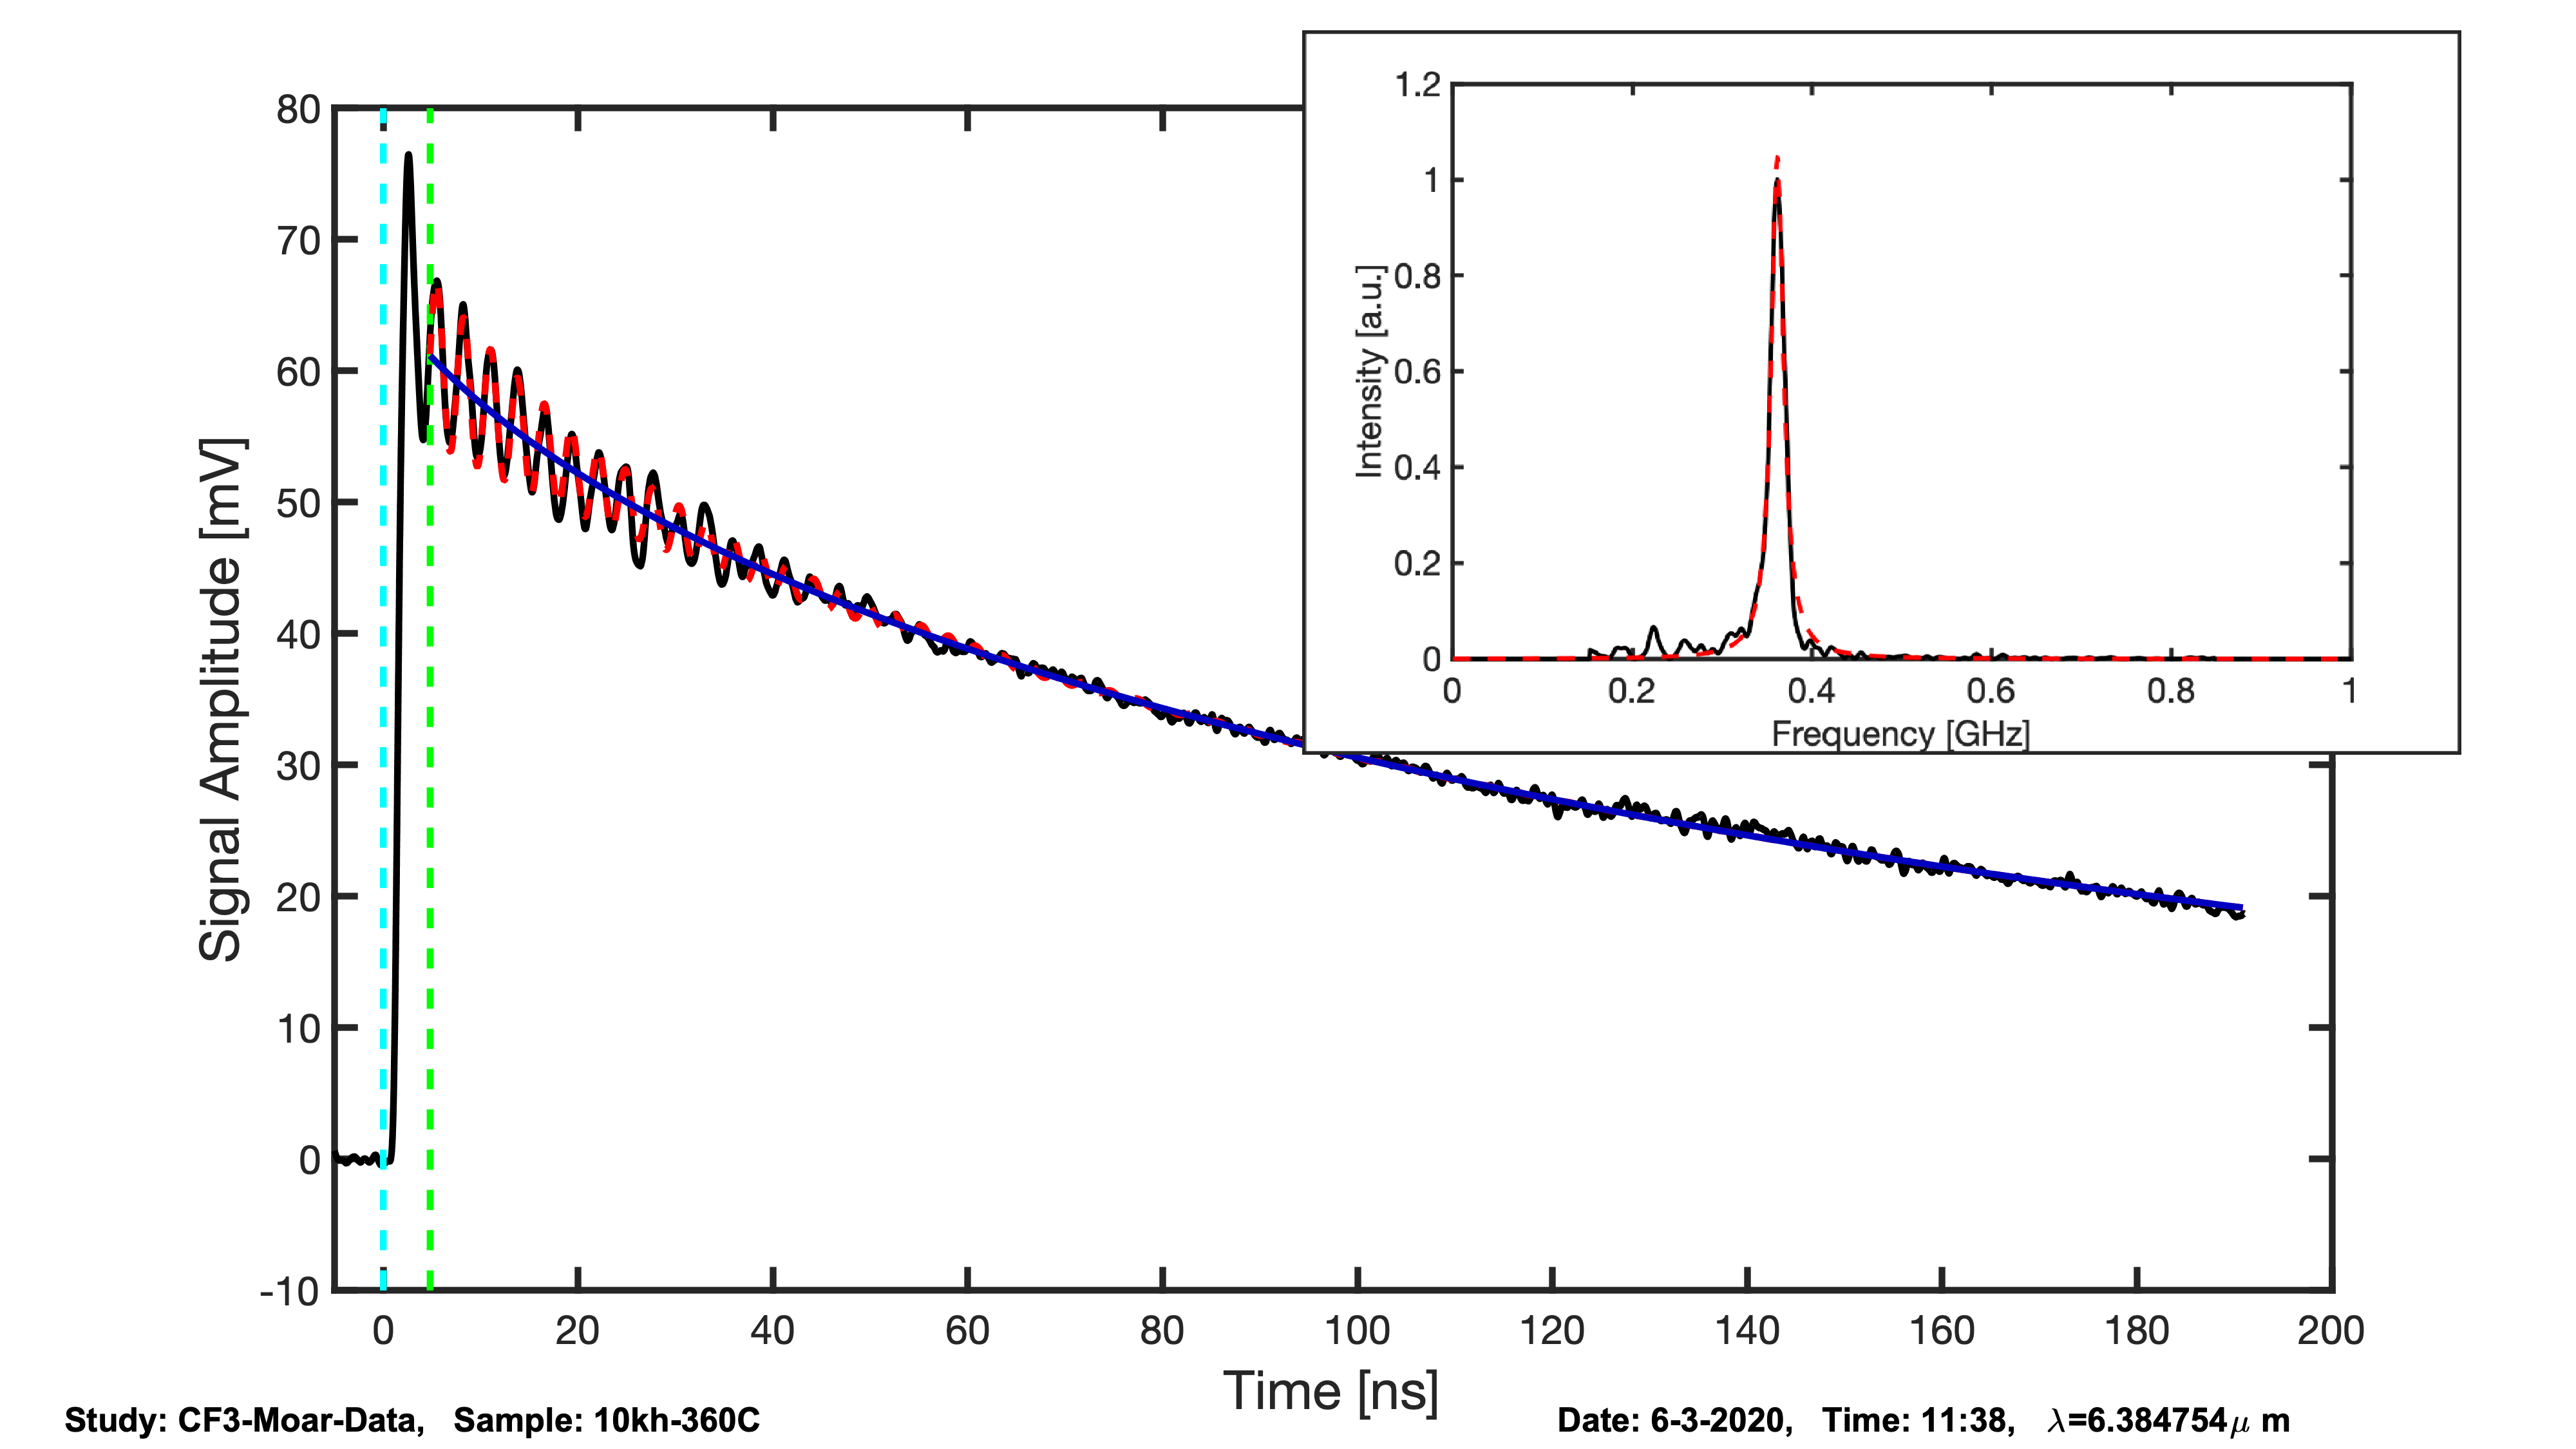 1.2
1
0.8
0.6
0.4
0.2
0
Intensity [a.u.]
0 0.2 0.4 0.6 0.8 1
Frequency [GHz]
80
70
60
50
40
30
20
10
0
-10
Signal Amplitude [mV]
0 20 40 60 80 100 120 140 160 180 200
Time [ns]
Study: CF3-Moar-Data, Sample: 10kh-360C
Date: 6-3-2020, Time: 11:38, λ=6.384754μ m